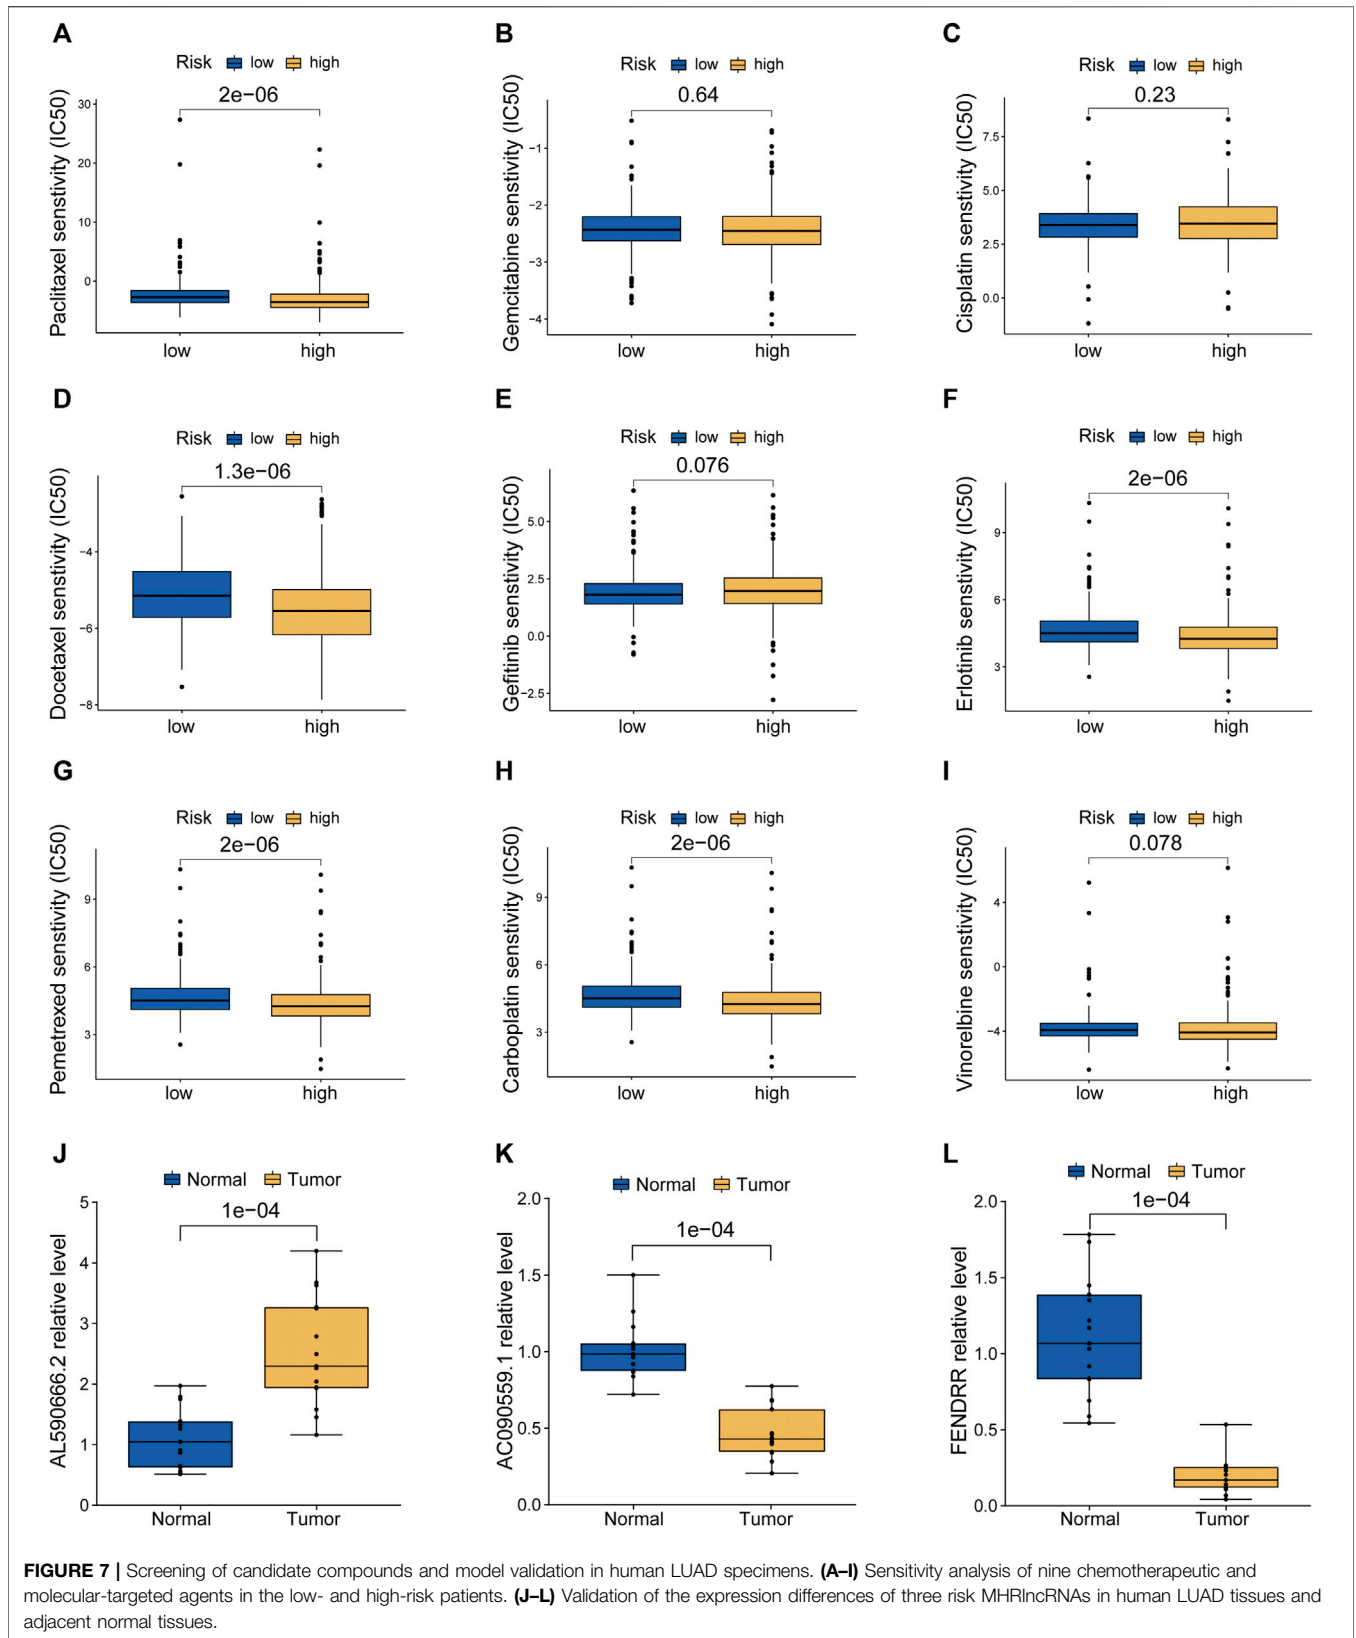 A
Risk low high
2e−06
Paclitaxel senstivity (IC50)
30
20
10
0
low high
B
Risk low high
0.64
Gemcitabine senstivity (IC50)
−1
−2
−3
−4
low high
C
Risk low high
0.23
Cisplatin senstivity (IC50)
7.5
5.0
2.5
0.0
low high
D
Risk low high
1.3e−06
Docetaxel senstivity (IC50)
−4
−6
−8
low high
E
Risk low high
0.076
Gefitinib senstivity (IC50)
5.0
2.5
0.0
−2.5
low high
F
Risk low high
2e−06
Erlotinib senstivity (IC50)
9
6
3
low high
G
Risk low high
2e−06
Pemetrexed senstivity (IC50)
9
6
3
low high
H
Risk low high
2e−06
Carboplatin senstivity (IC50)
9
6
3
low high
I
Risk low high
0.078
Vinorelbine senstivity (IC50)
4
0
−4
low high
J
Normal Tumor
1e−04
AL590666.2 relative level
5
4
3
2
1
0
Normal Tumor
K
Normal Tumor
1e−04
AC090559.1 relative level
2.0
1.5
1.0
0.5
0.0
Normal Tumor
L
Normal Tumor
1e−04
FENDRR relative level
2.0
1.5
1.0
0.5
0.0
Normal Tumor
FIGURE 7 | Screening of candidate compounds and model validation in human LUAD specimens. (A–I) Sensitivity analysis of nine chemotherapeutic and
molecular-targeted agents in the low- and high-risk patients. (J–L) Validation of the expression differences of three risk MHRlncRNAs in human LUAD tissues and
adjacent normal tissues.